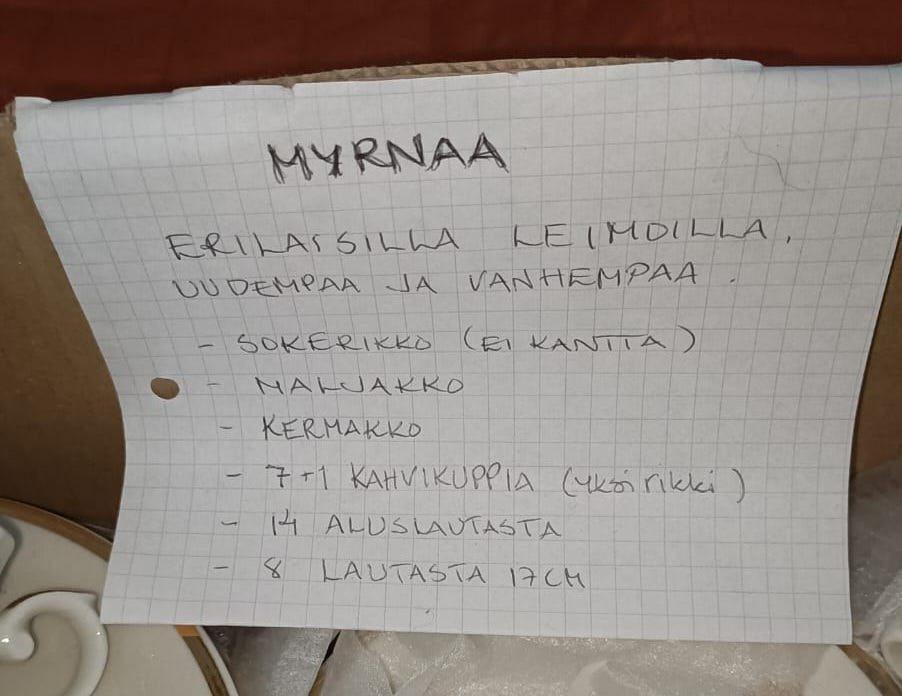 MYRNAA
ERILAISILLA LEIMOILLA,
UUDEMPAA JA VANHEMPAA.
- SOKERIKKO (EI KANTTA)
- MALJAKKO
- KERMAKKO
- 7+1 KAHVIKUPPIA (yksi rikki)
- 14 ALUSLAUTASTA
- 8 LAUTASTA 17CM